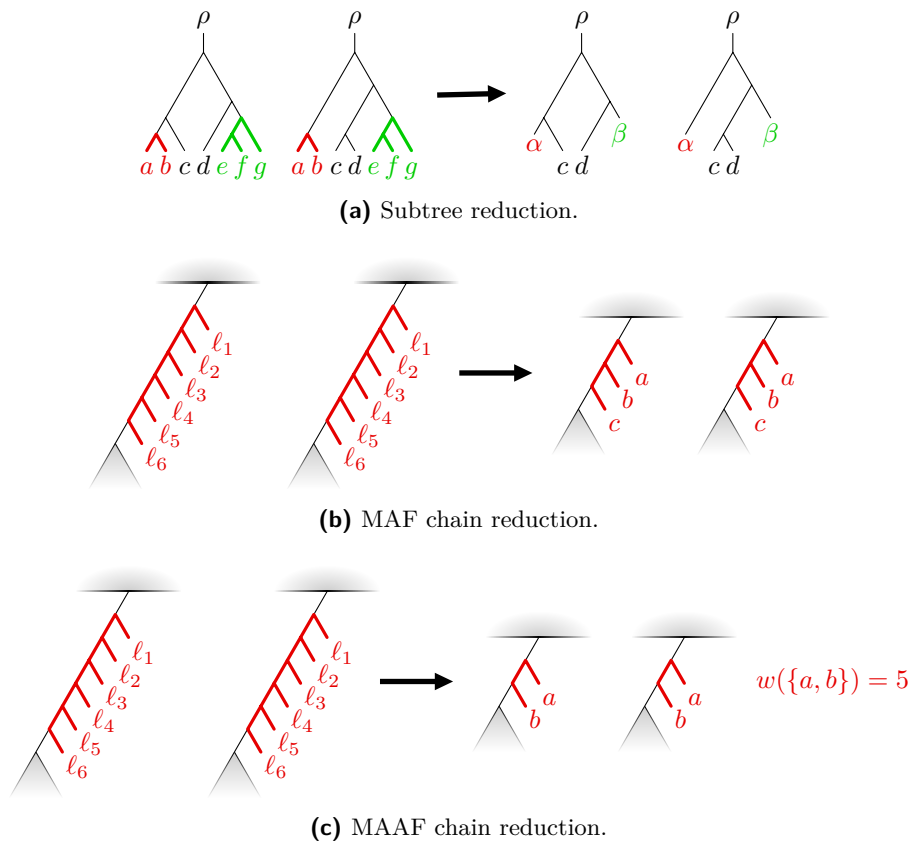 ρ ρ ρ ρ
a b c d e f g a b c d e f g α c d β α c d β
(a) Subtree reduction.
ℓ1 ℓ1
ℓ2 ℓ2
ℓ3 ℓ3
ℓ4 ℓ4
ℓ5 ℓ5
ℓ6 ℓ6
a a
b b
c c
(b) MAF chain reduction.
ℓ1 ℓ1
ℓ2 ℓ2
ℓ3 ℓ3
ℓ4 ℓ4
ℓ5 ℓ5
ℓ6 ℓ6
a a
b b
w({a, b}) = 5
(c) MAAF chain reduction.